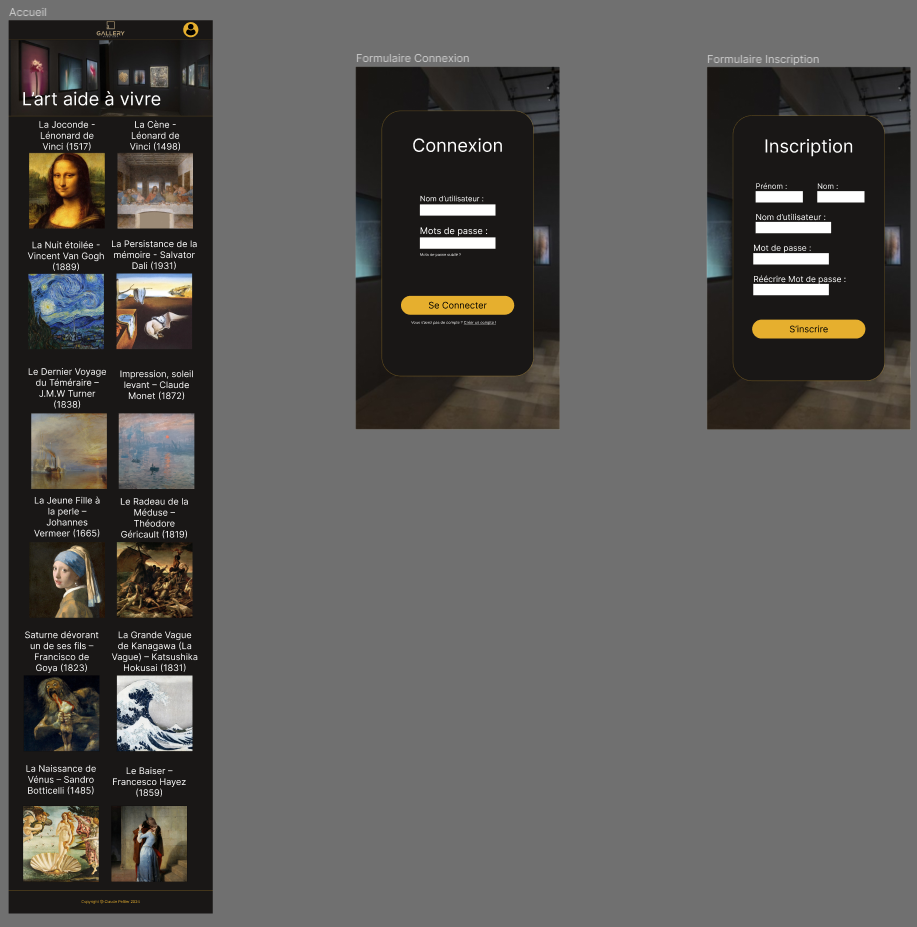 Accueil
GALLERY
L'art aide à vivre
La Joconde -
Lénonard de
Vinci (1517)
La Cène -
Léonard de
Vinci (1498)
La Nuit étoilée -
Vincent Van Gogh
(1889)
La Persistance de la
mémoire - Salvator
Dali (1931)
Le Dernier Voyage
du Téméraire –
J.M.W Turner
(1838)
Impression, soleil
levant – Claude
Monet (1872)
La Jeune Fille à
la perle –
Johannes
Vermeer (1665)
Le Radeau de la
Méduse –
Théodore
Géricault (1819)
Saturne dévorant
un de ses fils –
Francisco de
Goya (1823)
La Grande Vague
de Kanagawa (La
Vague) – Katsushika
Hokusai (1831)
La Naissance de
Vénus – Sandro
Botticelli (1485)
Le Baiser –
Francesco Hayez
(1859)
Copyright ©
Formulaire Connexion
Connexion
Nom d'utilisateur :
Mots de passe :
Mots de passe oublié ?
Se Connecter
Vous n'avez pas de compte ? Créer un compte !
Formulaire Inscription
Inscription
Prénom :
Nom :
Nom d'utilisateur :
Mot de passe :
Réécrire Mot de passe :
S'inscrire